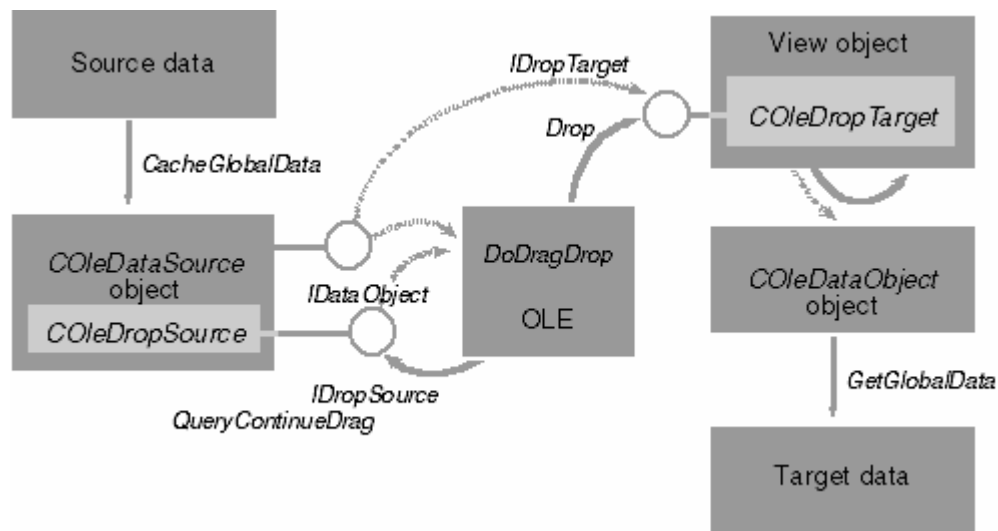 Source data
CacheGlobalData
COleDataSource
object
COleDropSource
IDataObject
IDropSource
QueryContinueDrag
IDropTarget
Drop
DoDragDrop
OLE
View object
COleDropTarget
COleDataObject
object
GetGlobalData
Target data